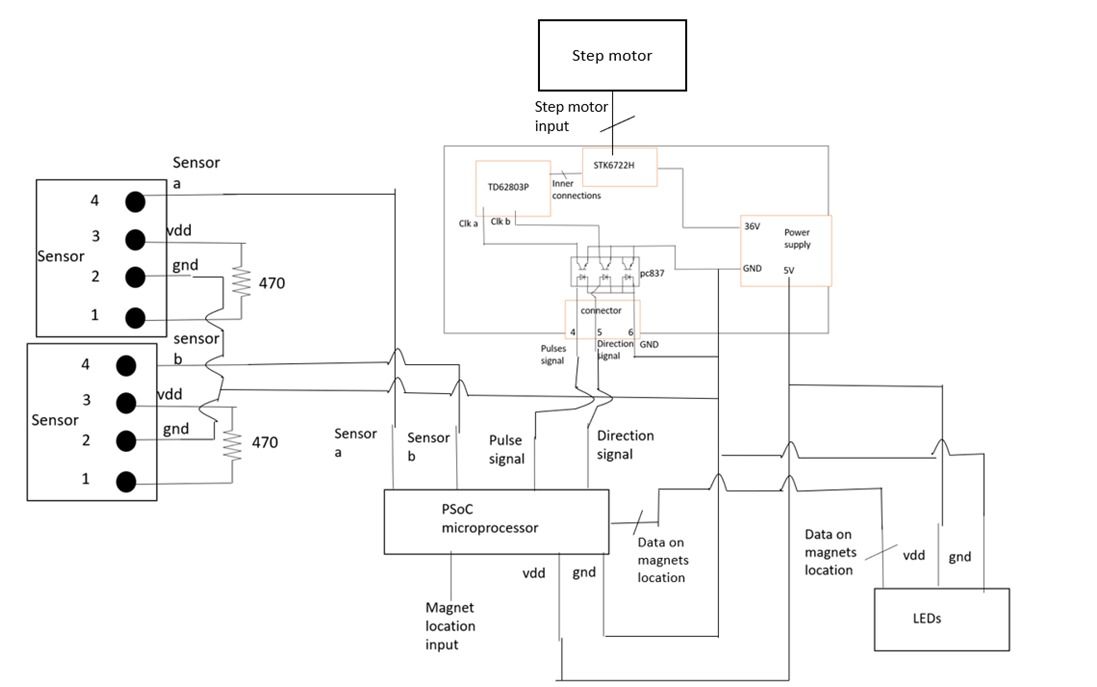 Step motor
Step motor
input
Sensor
a
4
3
Sensor
2
1
vdd
gnd
470
sensor
b
4
3
Sensor
2
1
vdd
gnd
470
TD62803P
Inner
connections
STK6722H
Clk a
Clk b
pc837
36V
Power
supply
GND
5V
connector
4
5
6
Pulses
signal
Direction
signal
GND
Sensor
a
Sensor
b
Pulse
signal
Direction
signal
PSoC
microprocessor
Data on
magnets
location
vdd
gnd
Magnet
location
input
Data on
magnets
location
vdd
gnd
LEDs